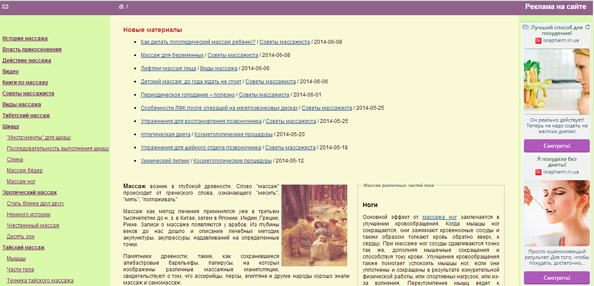 Реклама на сайте
История массажа
Власть прикосновения
Действие массажа
Видео
Книги по массажу
Советы массажиста
Виды массажа
Тибетский массаж
Шиацу
"Инструменты" для шиацу
Последовательность выполнения шиацу
Спина
Массаж бёдер
Массаж ног
Эротический массаж
Стать ближе друг другу
Немного истории
Чувственный массаж
Десять зон
Тайский массаж
Мышцы
Части тела
Техника тайского массажа
Новые материалы
Как делать логопедический массаж ребенку? / Советы массажиста / 2014-06-08
Массаж для беременных / Советы массажиста / 2014-06-08
Лифтинг-массаж лица / Виды массажа / 2014-06-06
Детский массаж: до года ждать не стоит / Советы массажиста / 2014-06-06
Периодическое голодание – полезно / Советы массажиста / 2014-06-01
Особенности ЛФК после операций на межпозвонковых дисках / Советы массажиста / 2014-05-25
Упражнения для восстановления позвоночника / Советы массажиста / 2014-05-25
Атлетическая диета / Косметологические процедуры / 2014-05-20
Упражнения для шейного отдела позвоночника / Советы массажиста / 2014-05-18
Химический пилинг / Косметологические процедуры / 2014-05-12
Массаж возник в глубокой древности. Слово "массаж"
происходит от греческого слова, означающего "месить",
"мять", "поглаживать".
Массаж как метод лечения применялся уже в третьем
тысячелетии до н. э. в Китае, затем в Японии, Индии, Греции,
Риме. Записи о массаже появляются у арабов. Из глубины
веков до нас дошло и описание лечебных методик
акупунктуры, акупрессуры, надавливаний на определенные
точки.
Памятники древности, такие, как сохранившиеся
алебастровые барельефы, папирусы, на которых
изображены различные массажные манипуляции,
свидетельствуют о том, что ассирийцы, персы, египтяне и другие народы хорошо знали
массаж и самомассаж.
Массаж различных частей тела
Ноги
Основной эффект от массажа ног заключается в
улучшении кровообращения. Когда мышцы ног
сокращаются, они зажимают кровеносные сосуды и
таким образом толкают кровь обратно вверх, к
сердцу. При массаже ног сосуды сдавливаются точно
так же, дополняя мышечные сокращения и
способствуя току крови. Улучшение кровообращения
также помогает успокоить мышцы ног, если они
уплотнены и сокращены в результате изнурительной
физической работы, или спортивных нагрузок, или из-
за волнения. Переутомления мышц ведет к
Лучший способ для
похудения!
israpharm.in.ua
Он реально действует!
Теперь не надо сидеть на
жестких диетах!
Смотреть!
Я похудела без
диеты!
israpharm.in.ua
Просто ошеломляющий
результат! Для того, чтобы
похудеть, достаточно...
Смотреть!